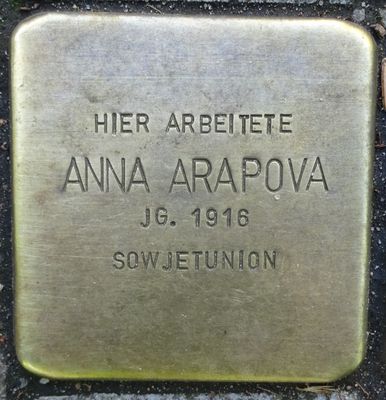 HIER ARBEITETE
ANNA ARAPOVA
JG. 1916
SOWJETUNION